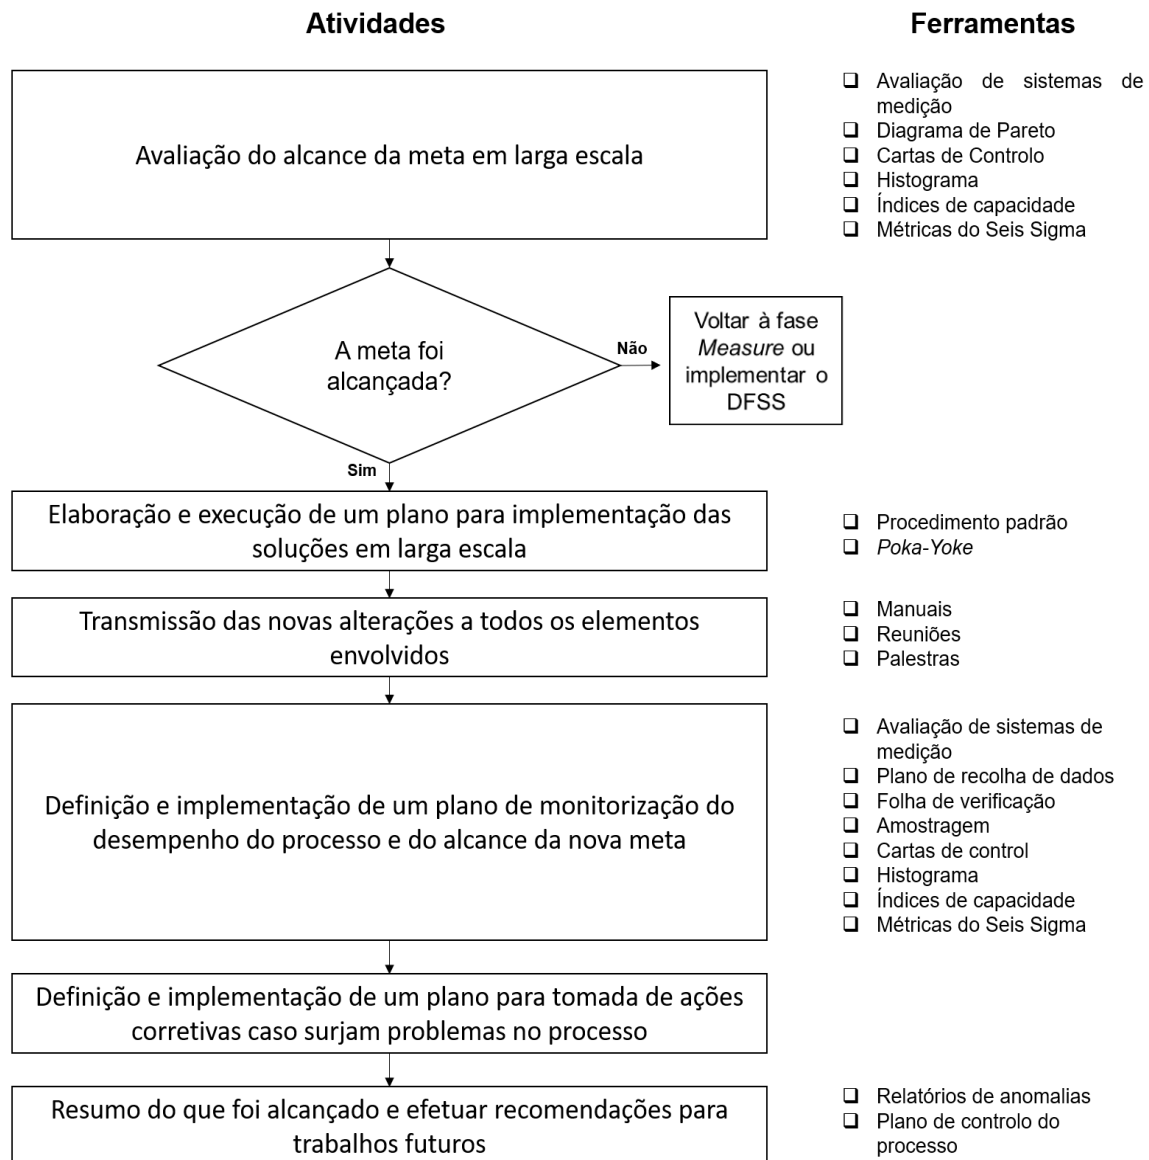 Atividades
Ferramentas
Avaliação do alcance da meta em larga escala
❑ Avaliação de sistemas de
medição
❑ Diagrama de Pareto
❑ Cartas de Controlo
❑ Histograma
❑ Índices de capacidade
❑ Métricas do Seis Sigma
A meta foi
alcançada?
Não
Voltar à fase
Measure ou
implementar o
DFSS
Sim
Elaboração e execução de um plano para implementação das
soluções em larga escala
❑ Procedimento padrão
❑ Poka-Yoke
Transmissão das novas alterações a todos os elementos
envolvidos
❑ Manuais
❑ Reuniões
❑ Palestras
Definição e implementação de um plano de monitorização do
desempenho do processo e do alcance da nova meta
❑ Avaliação de sistemas de
medição
❑ Plano de recolha de dados
❑ Folha de verificação
❑ Amostragem
❑ Cartas de control
❑ Histograma
❑ Índices de capacidade
❑ Métricas do Seis Sigma
Definição e implementação de um plano para tomada de ações
corretivas caso surjam problemas no processo
Resumo do que foi alcançado e efetuar recomendações para
trabalhos futuros
❑ Relatórios de anomalias
❑ Plano de controlo do
processo